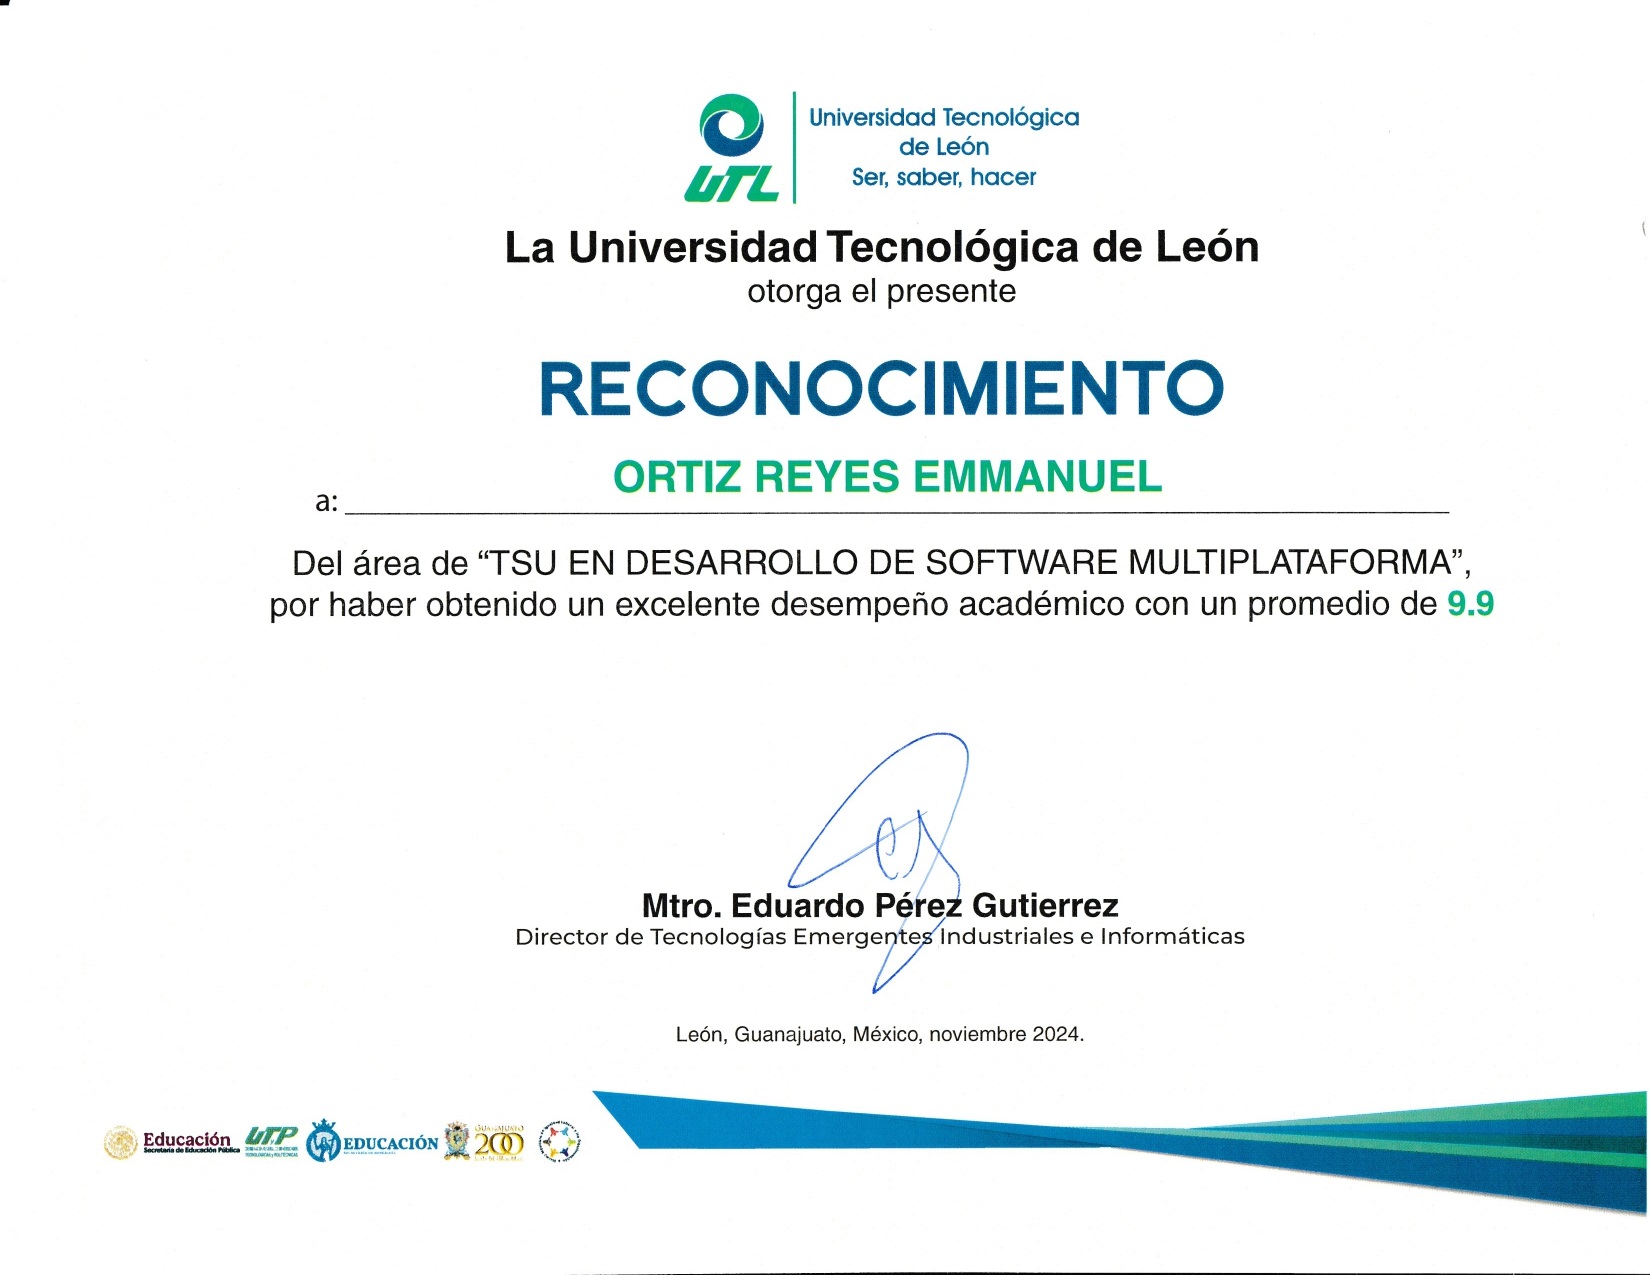 UTL
Universidad Tecnológica
de León
Ser, saber, hacer
La Universidad Tecnológica de León
otorga el presente
RECONOCIMIENTO
ORTIZ REYES EMMANUEL
a:
Del área de “TSU EN DESARROLLO DE SOFTWARE MULTIPLATAFORMA”,
por haber obtenido un excelente desempeño académico con un promedio de 9.9
Mtro. Eduardo Pérez Gutierrez
Director de Tecnologías Emergentes Industriales e Informáticas
León, Guanajuato, México, noviembre 2024.
Educación
Secretaría de Educación Pública
UTP
EDUCACIÓN
GUANAJUATO
200